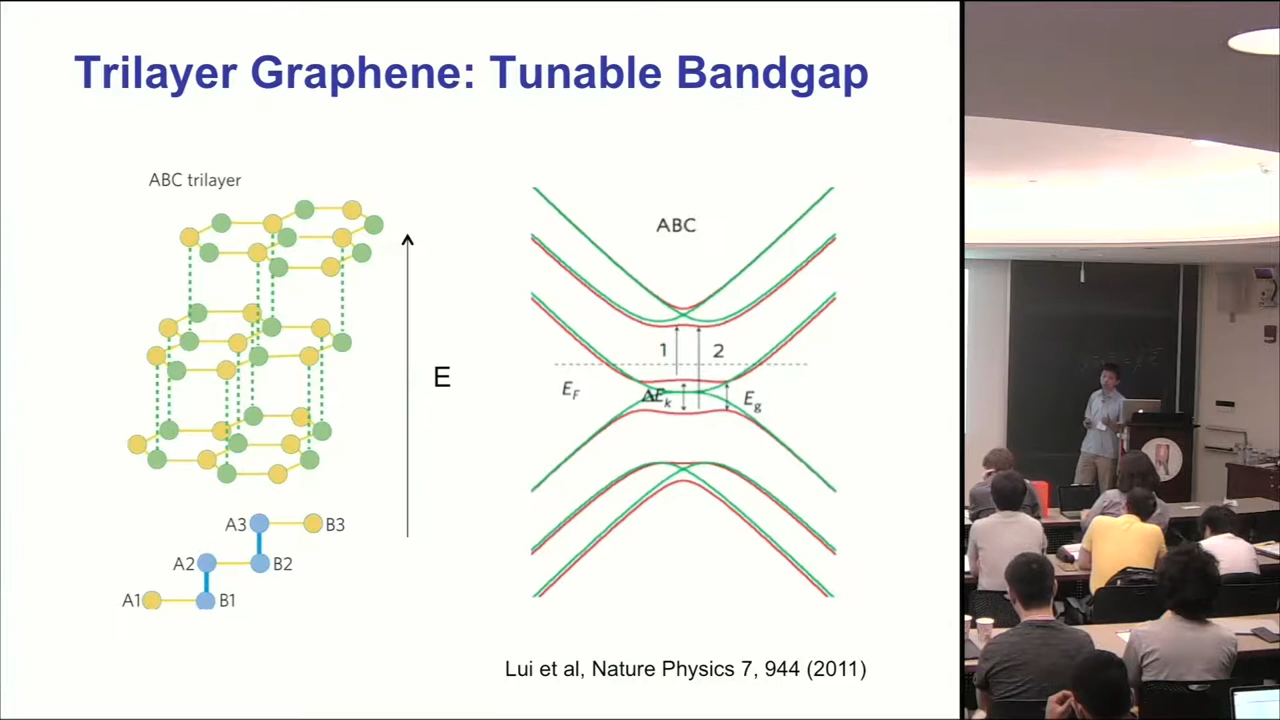 Trilayer Graphene: Tunable Bandgap
ABC trilayer
E
A3 B3
A2 B2
A1 B1
ABC
1 2
E_F
ΔE_k
E_g
Lui et al, Nature Physics 7, 944 (2011)